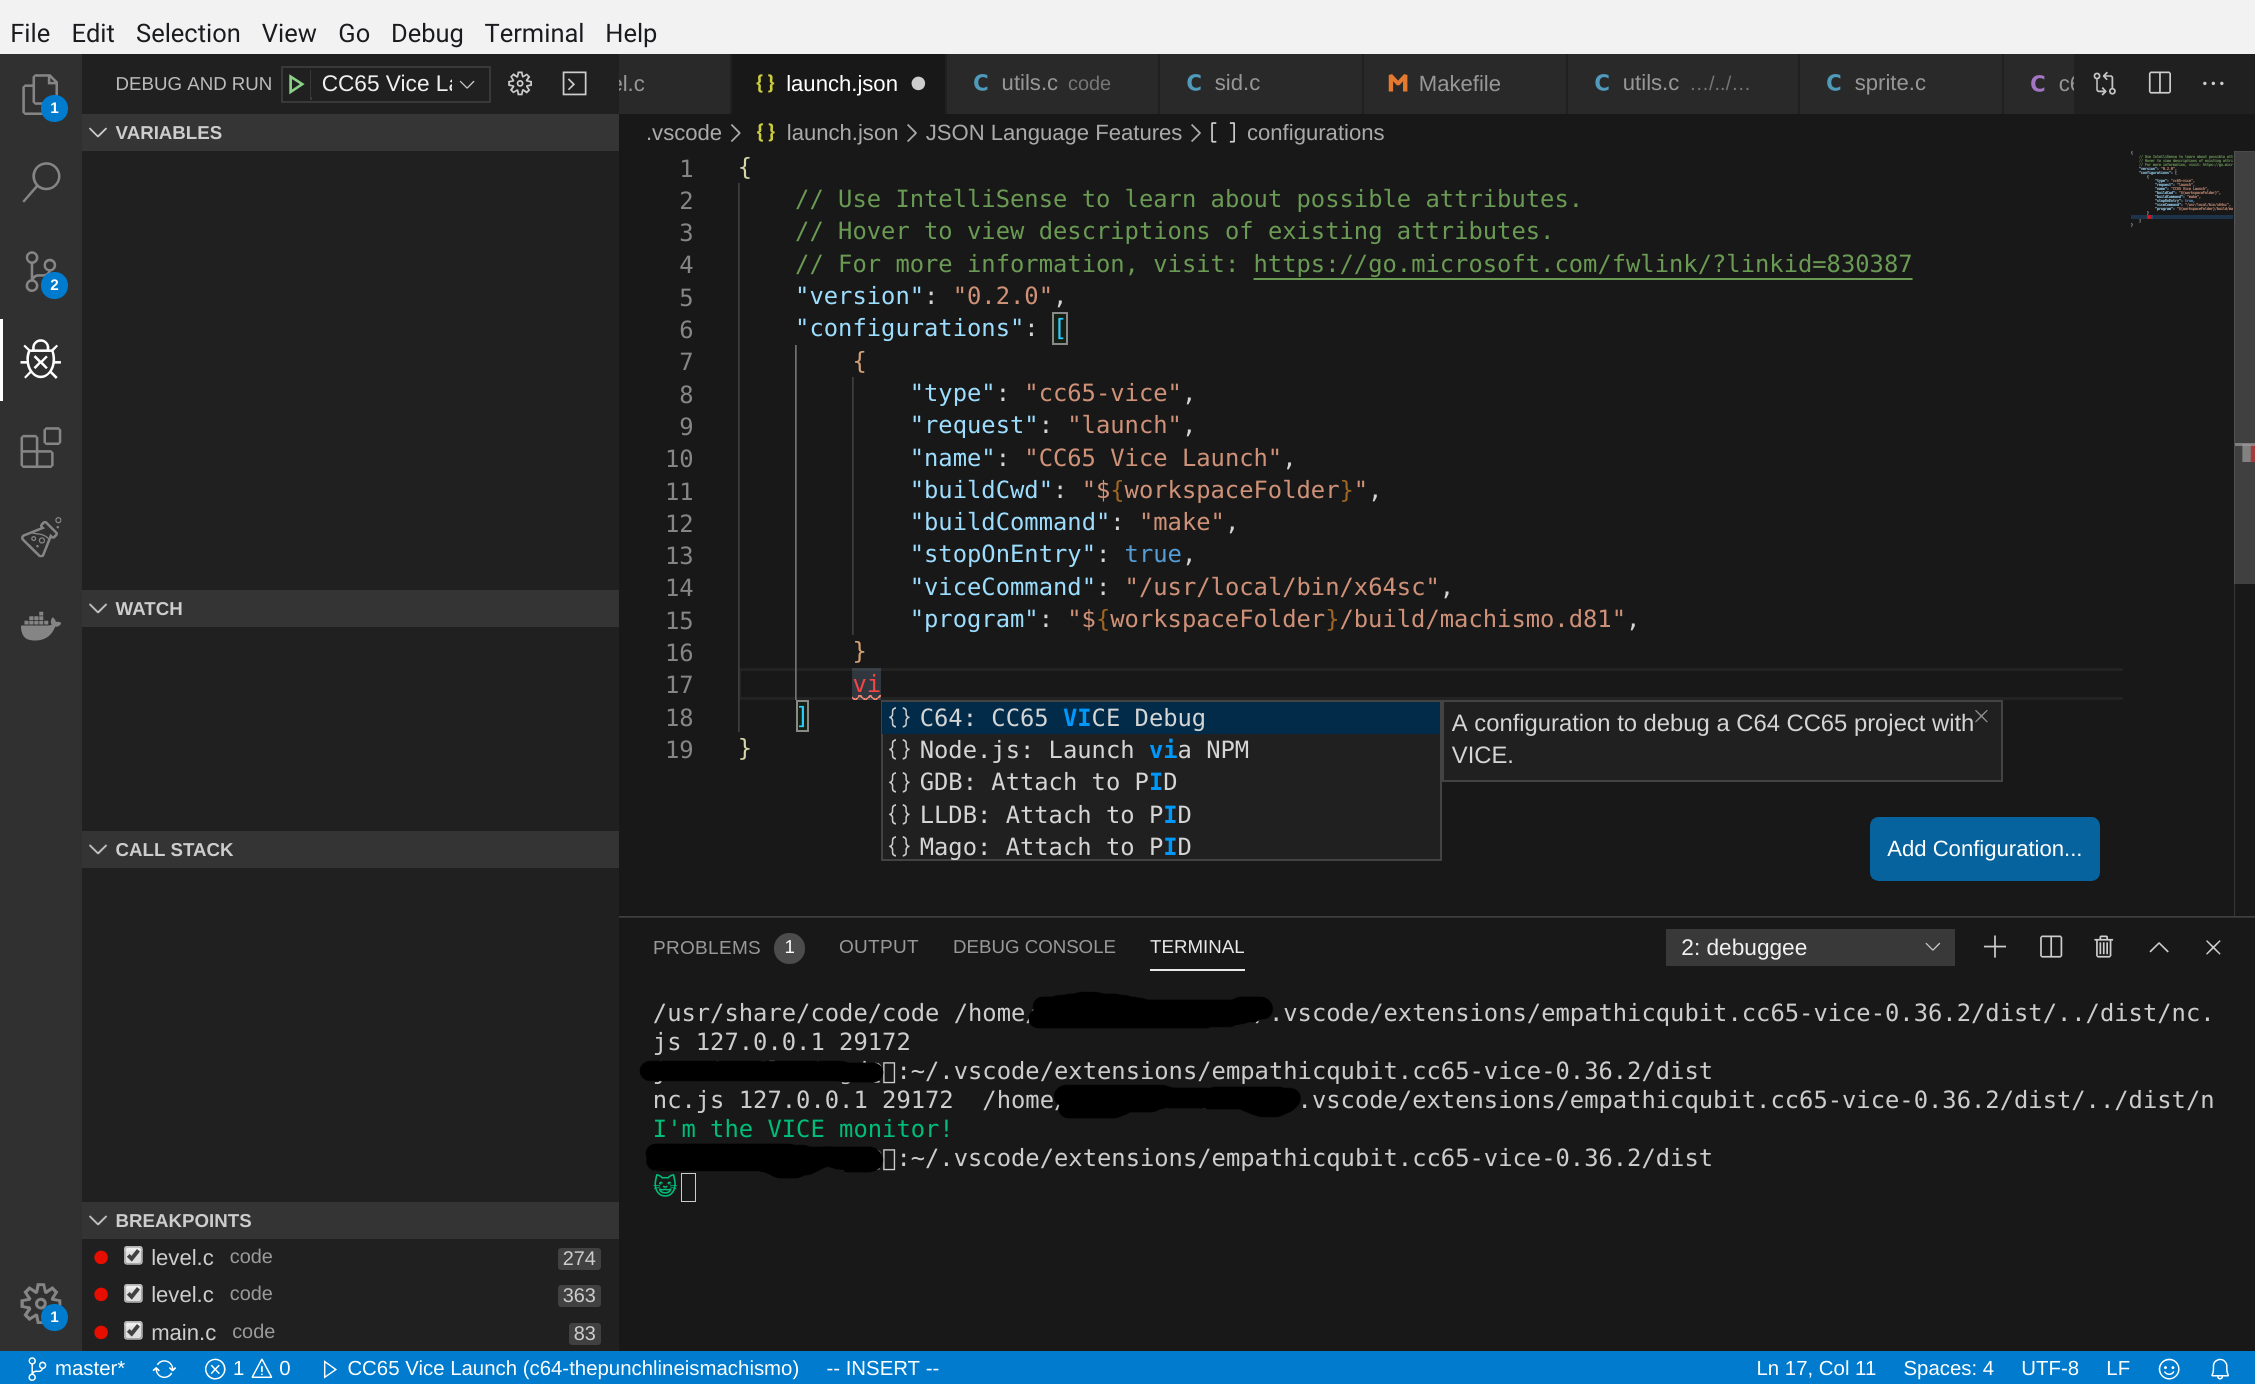 File Edit Selection View Go Debug Terminal Help
DEBUG AND RUN CC65 Vice La
el.c {} launch.json C utils.c code C sid.c M Makefile C utils.c .../../... C sprite.c C c6
1
2
1
VARIABLES
WATCH
CALL STACK
BREAKPOINTS
level.c code 274
level.c code 363
main.c code 83
.vscode > {} launch.json > JSON Language Features > [ ] configurations
1 {
2 // Use IntelliSense to learn about possible attributes.
3 // Hover to view descriptions of existing attributes.
4 // For more information, visit: https://go.microsoft.com/fwlink/?linkid=830387
5 "version": "0.2.0",
6 "configurations": [
7 {
8 "type": "cc65-vice",
9 "request": "launch",
10 "name": "CC65 Vice Launch",
11 "buildCwd": "${workspaceFolder}",
12 "buildCommand": "make",
13 "stopOnEntry": true,
14 "viceCommand": "/usr/local/bin/x64sc",
15 "program": "${workspaceFolder}/build/machismo.d81",
16 }
17 vi
18 ]
19 }
{} C64: CC65 VICE Debug
{} Node.js: Launch via NPM
{} GDB: Attach to PID
{} LLDB: Attach to PID
{} Mago: Attach to PID
A configuration to debug a C64 CC65 project with
VICE.
Add Configuration...
PROBLEMS 1 OUTPUT DEBUG CONSOLE TERMINAL 2: debuggee
/usr/share/code/code /home/ .vscode/extensions/empathicqubit.cc65-vice-0.36.2/dist/../dist/nc.
js 127.0.0.1 29172
:~/.vscode/extensions/empathicqubit.cc65-vice-0.36.2/dist
nc.js 127.0.0.1 29172 /home/ .vscode/extensions/empathicqubit.cc65-vice-0.36.2/dist/../dist/n
I'm the VICE monitor!
:~/.vscode/extensions/empathicqubit.cc65-vice-0.36.2/dist
😺
master* 1 0 CC65 Vice Launch (c64-thepunchlineismachismo) -- INSERT -- Ln 17, Col 11 Spaces: 4 UTF-8 LF